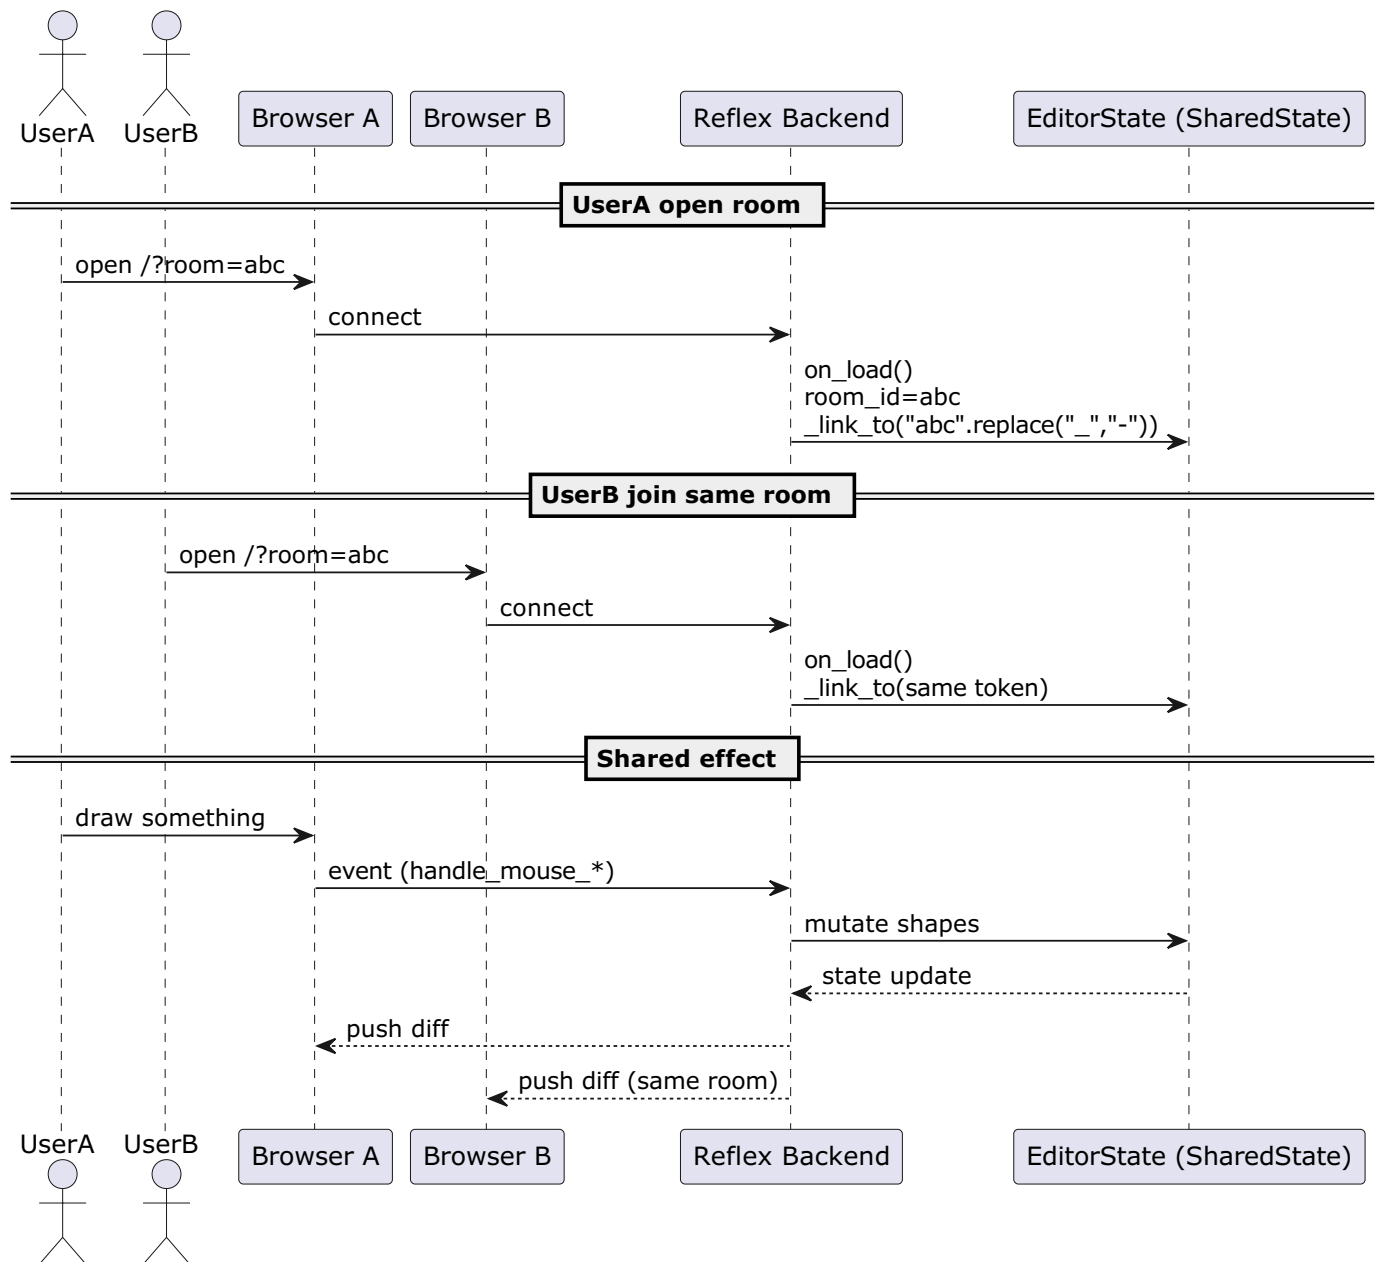 UserA
UserB
Browser A
Browser B
Reflex Backend
EditorState (SharedState)
UserA open room
open /?room=abc
connect
on_load()
room_id=abc
_link_to("abc".replace("_","-"))
UserB join same room
open /?room=abc
connect
on_load()
_link_to(same token)
Shared effect
draw something
event (handle_mouse_*)
mutate shapes
state update
push diff
push diff (same room)
UserA
UserB
Browser A
Browser B
Reflex Backend
EditorState (SharedState)